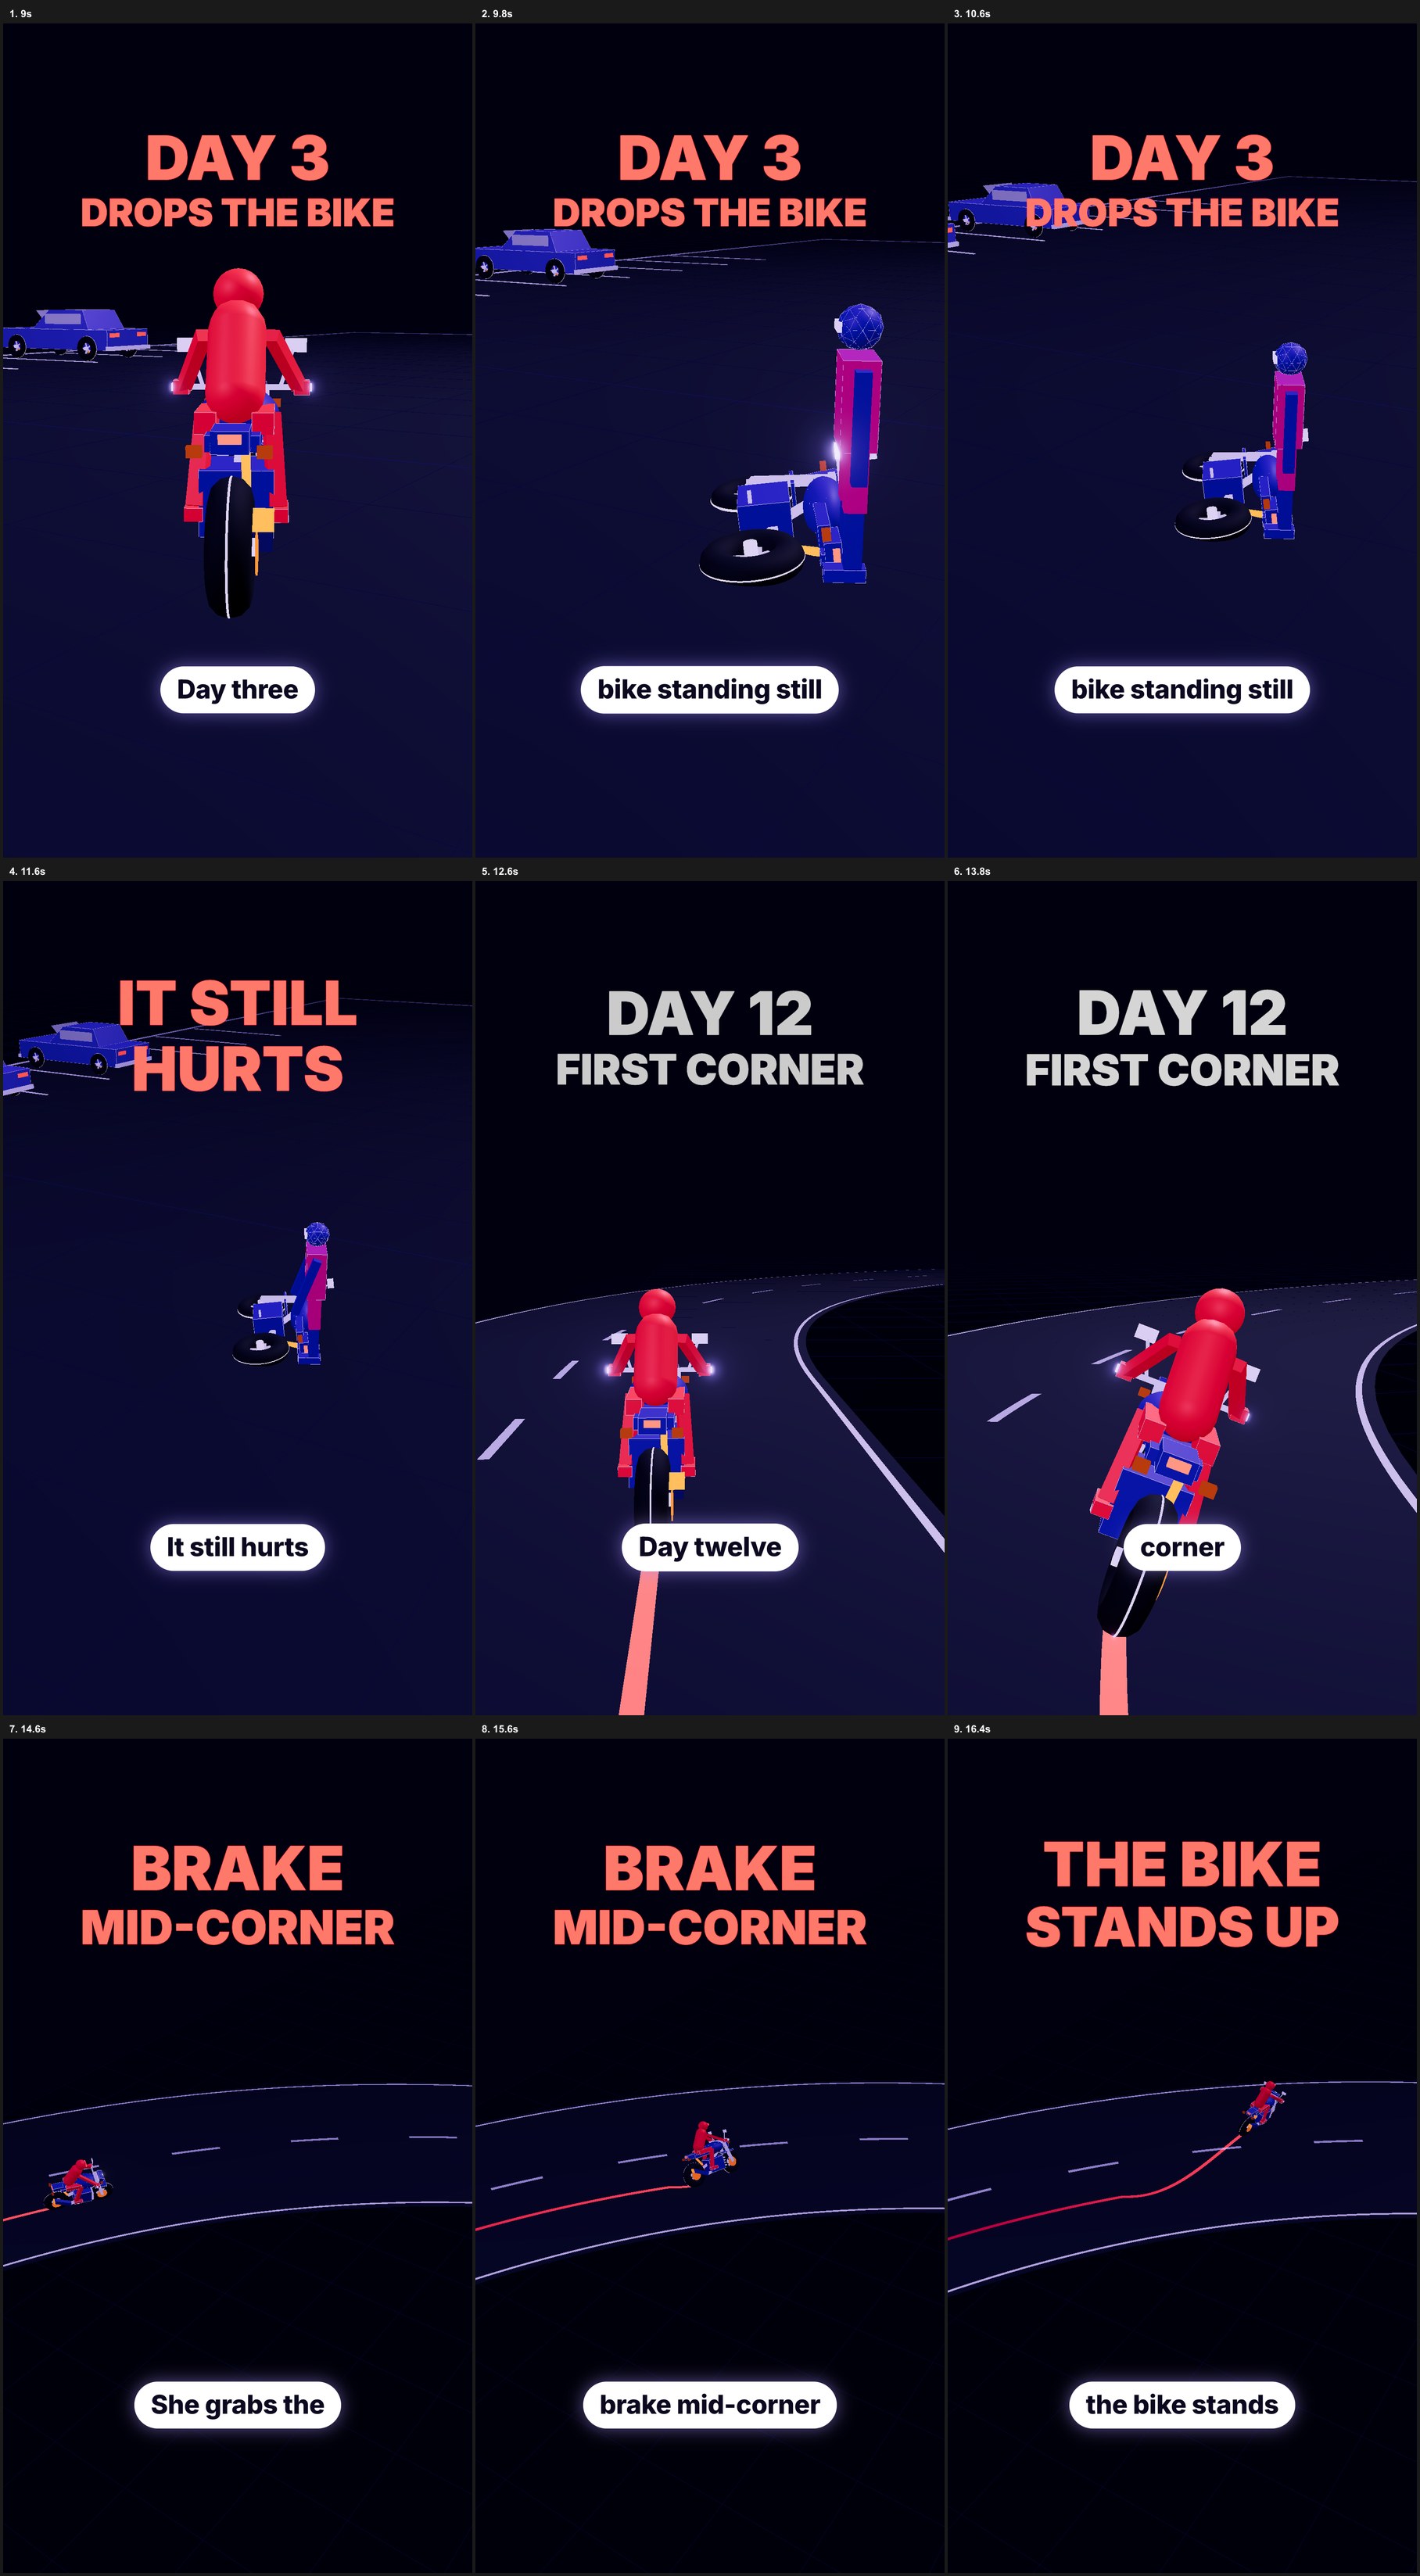 1. 9s
DAY 3
DROPS THE BIKE
Day three
2. 9.8s
DAY 3
DROPS THE BIKE
bike standing still
3. 10.6s
DAY 3
DROPS THE BIKE
bike standing still
4. 11.6s
IT STILL
HURTS
It still hurts
5. 12.6s
DAY 12
FIRST CORNER
Day twelve
6. 13.8s
DAY 12
FIRST CORNER
corner
7. 14.6s
BRAKE
MID-CORNER
She grabs the
8. 15.6s
BRAKE
MID-CORNER
brake mid-corner
9. 16.4s
THE BIKE
STANDS UP
the bike stands